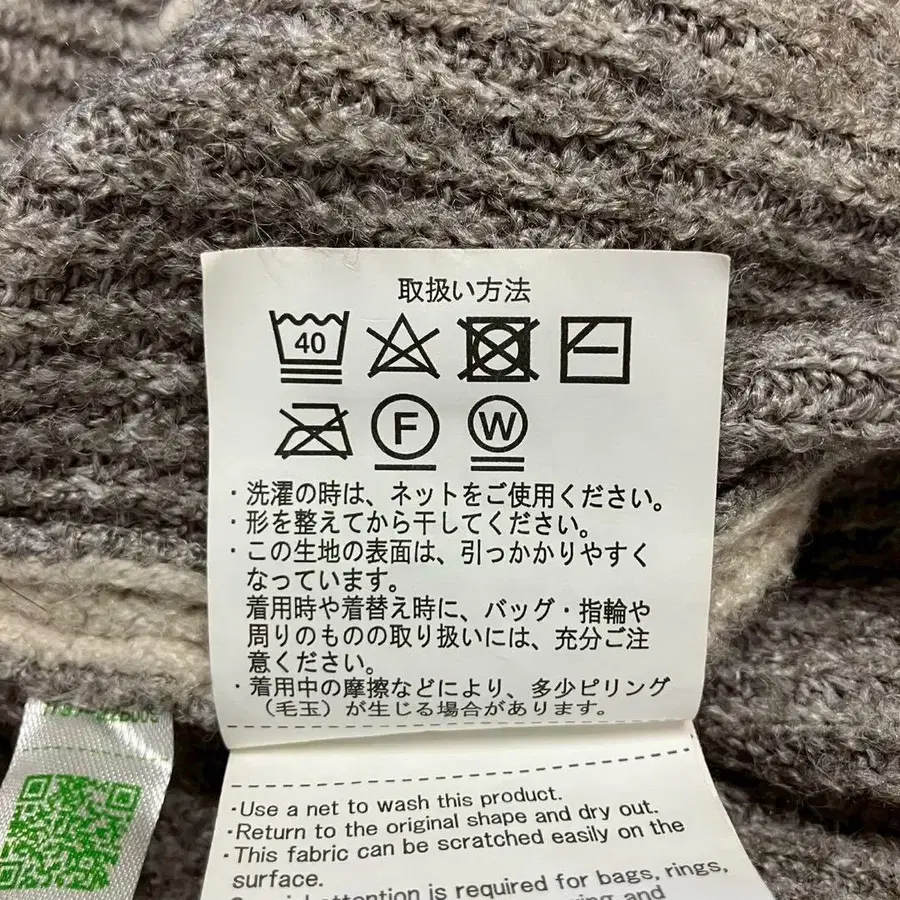 取扱い方法
40
F W
・洗濯の時は、ネットをご使用ください。
・形を整えてから干してください。
・この生地の表面は、引っかかりやすく
なっています。
着用時や着替え時に、バッグ・指輪や
周りのものの取り扱いには、充分ご注
意ください。
・着用中の摩擦などにより、多少ピリング
（毛玉）が生じる場合があります。
・Use a net to wash this product.
・Return to the original shape and dry out.
・This fabric can be scratched easily on the
surface.
attention is required for bags, rings,
and